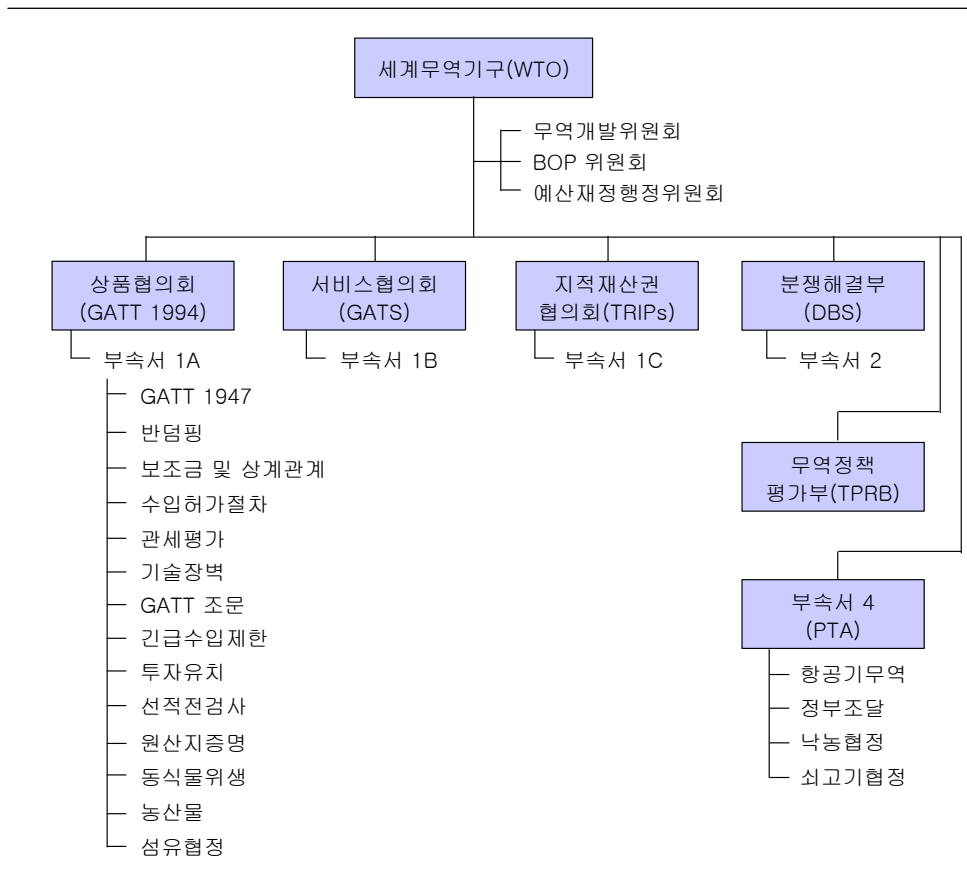 세계무역기구(WTO)
무역개발위원회
BOP 위원회
예산재정행정위원회
상품협의회
(GATT 1994)
서비스협의회
(GATS)
지적재산권
협의회(TRIPs)
분쟁해결부
(DBS)
부속서 1A
부속서 1B
부속서 1C
부속서 2
GATT 1947
반덤핑
보조금 및 상계관계
수입허가절차
관세평가
기술장벽
GATT 조문
긴급수입제한
투자유치
선적전검사
원산지증명
동식물위생
농산물
섬유협정
무역정책
평가부(TPRB)
부속서 4
(PTA)
항공기무역
정부조달
낙농협정
쇠고기협정